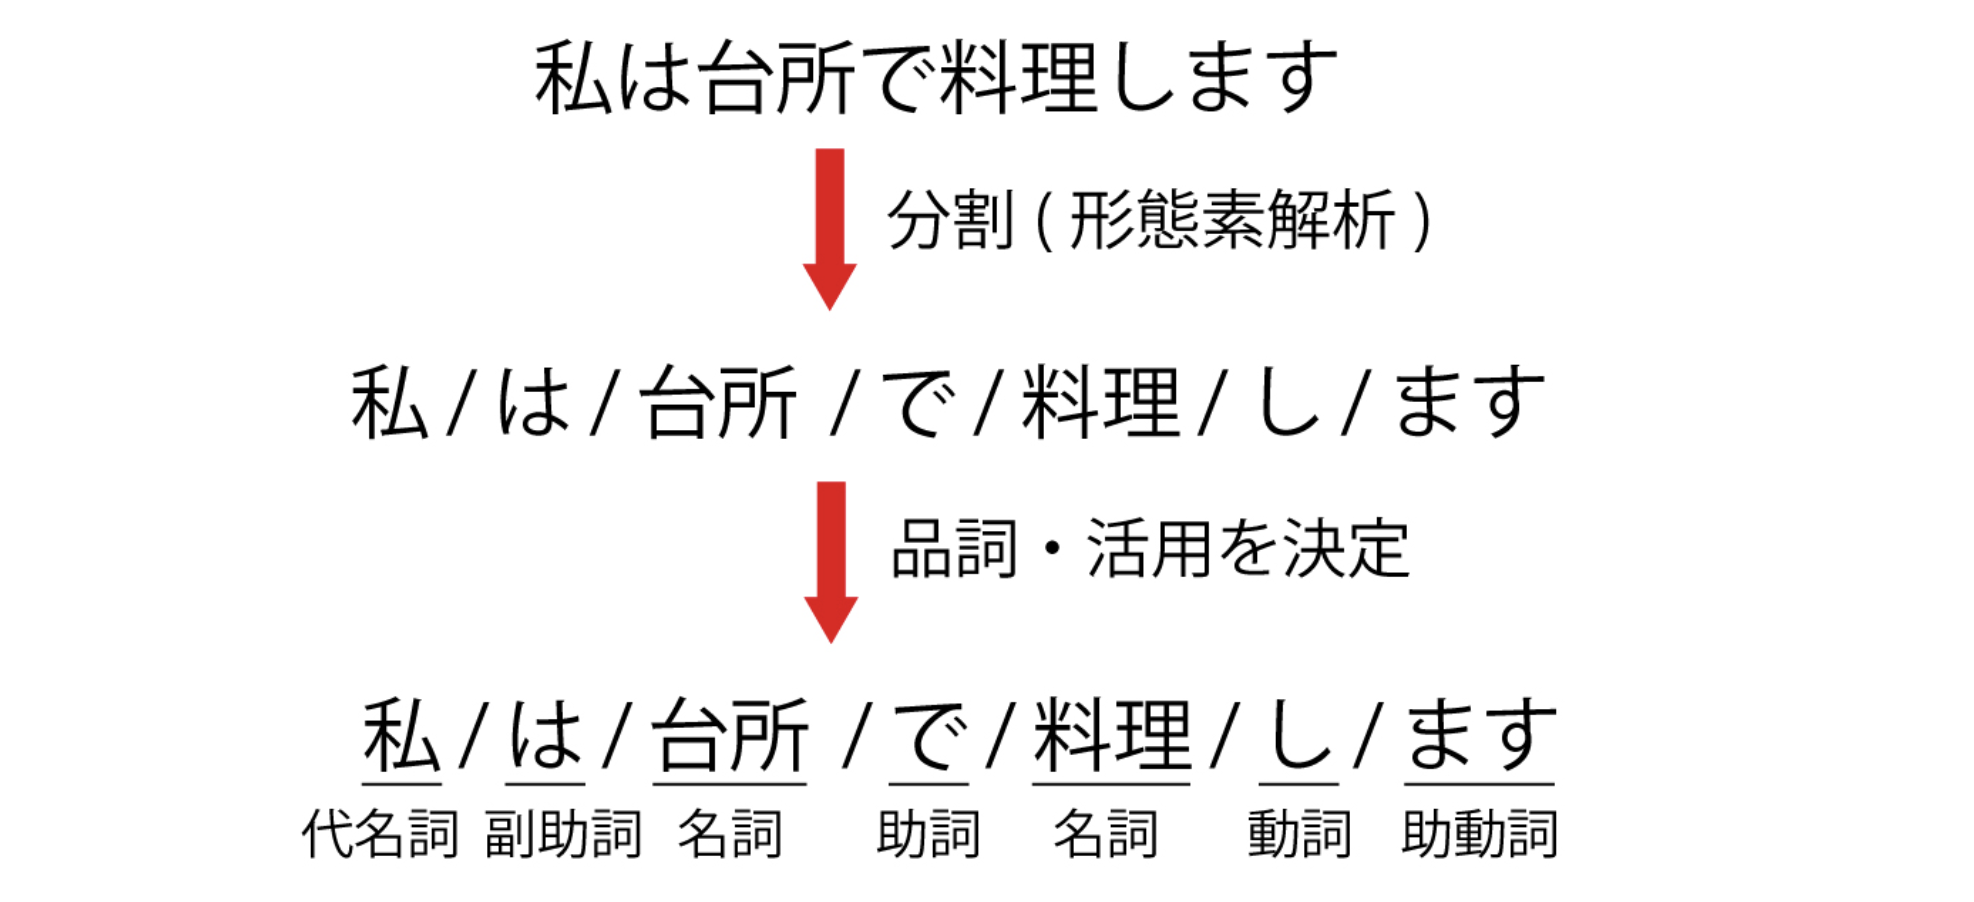 私は台所で料理します
分割(形態素解析)
私/は/台所/で/料理/し/ます
品詞・活用を決定
私/は/台所/で/料理/し/ます
代名詞 副助詞 名詞 助詞 名詞 動詞 助動詞